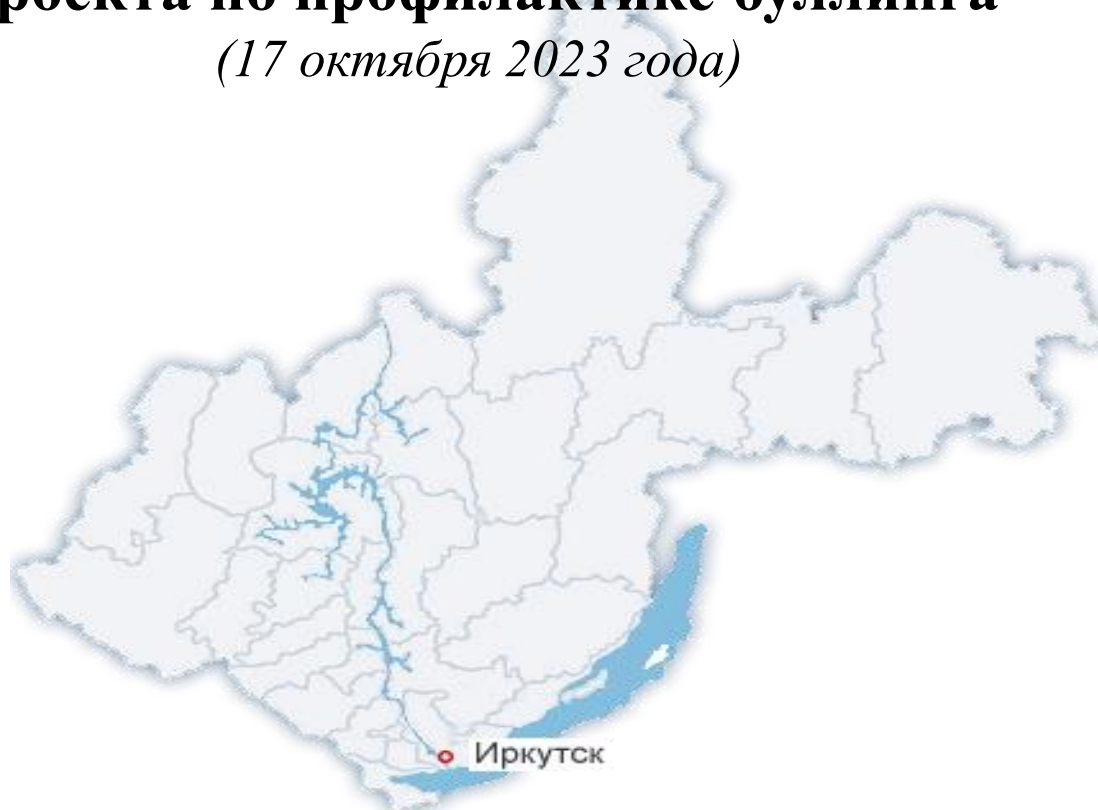 роекта по профилактике буллинга
(17 октября 2023 года)
Иркутск